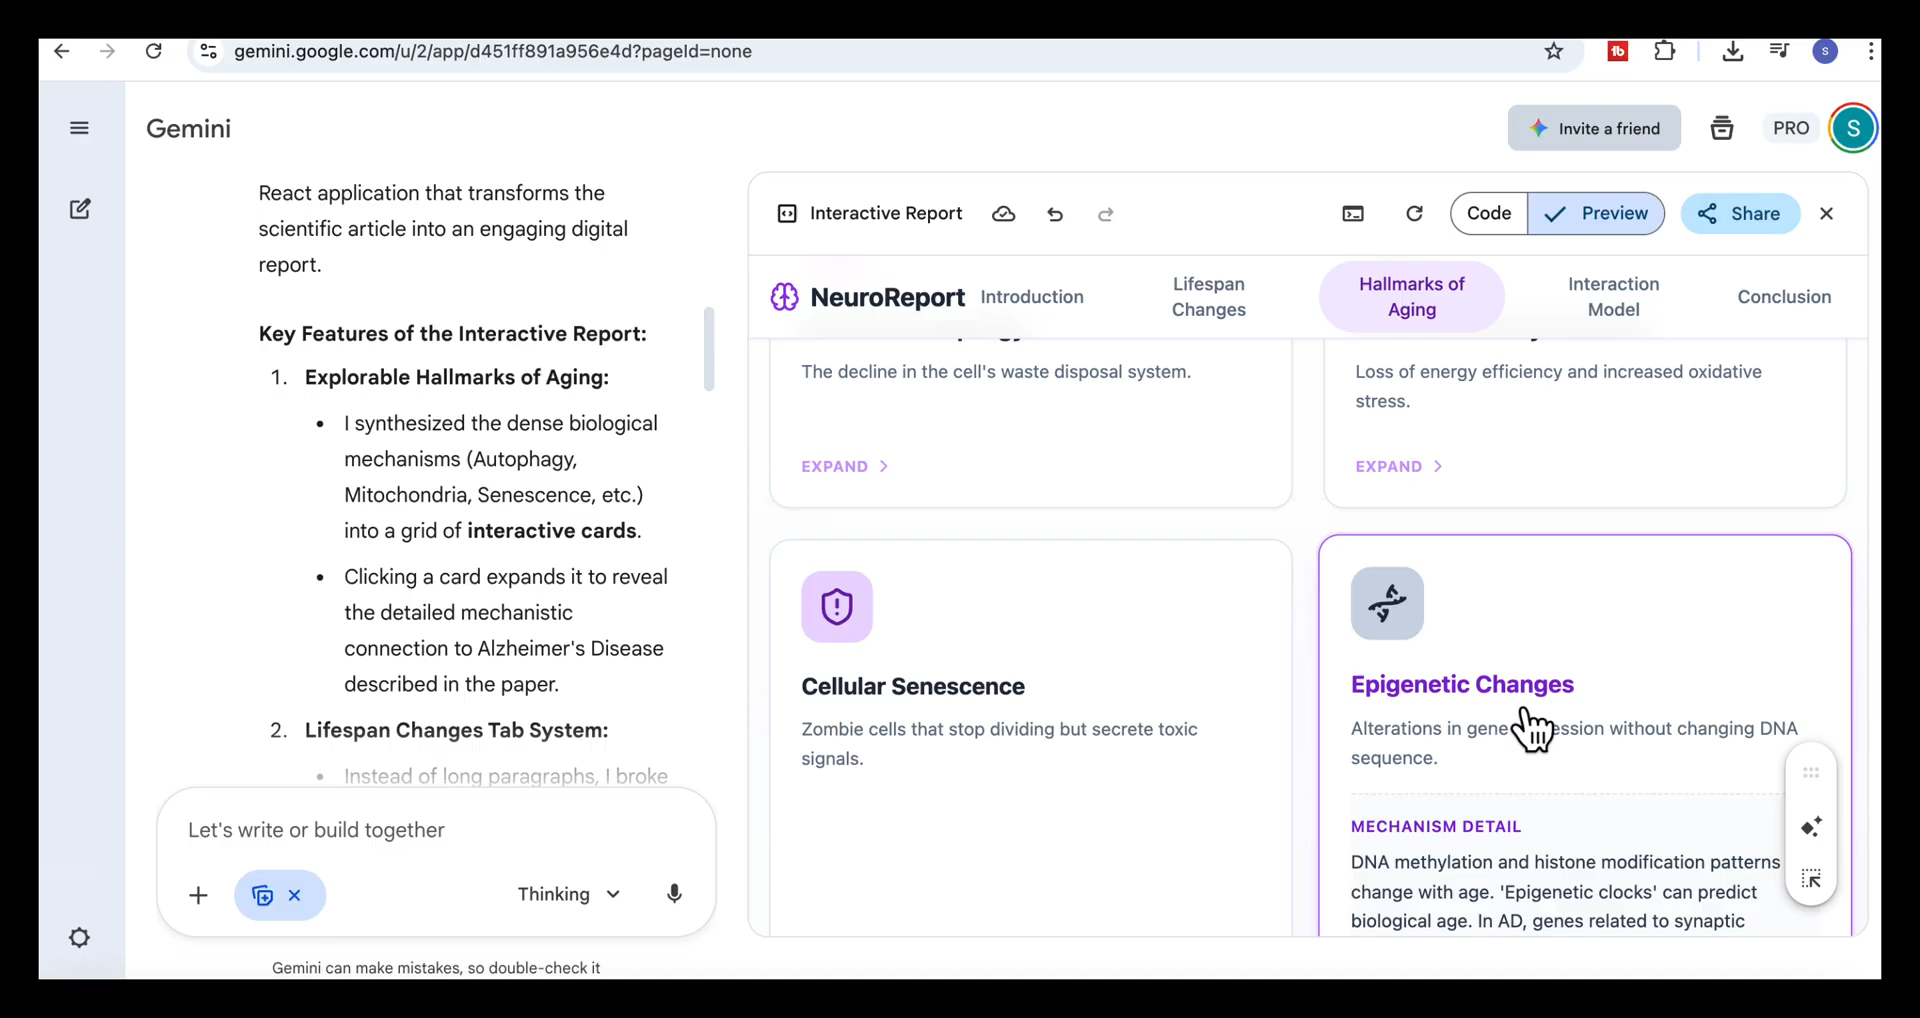 gemini.google.com/u/2/app/d451ff891a956e4d?pageId=none
S
Gemini
Invite a friend
PRO
S
React application that transforms the
scientific article into an engaging digital
report.
Key Features of the Interactive Report:
1. Explorable Hallmarks of Aging:
• I synthesized the dense biological
mechanisms (Autophagy,
Mitochondria, Senescence, etc.)
into a grid of interactive cards.
• Clicking a card expands it to reveal
the detailed mechanistic
connection to Alzheimer's Disease
described in the paper.
2. Lifespan Changes Tab System:
• Instead of long paragraphs, I broke
Let's write or build together
Thinking
Gemini can make mistakes, so double-check it
Interactive Report
Code
Preview
Share
NeuroReport
Introduction
Lifespan
Changes
Hallmarks of
Aging
Interaction
Model
Conclusion
The decline in the cell's waste disposal system.
EXPAND
Loss of energy efficiency and increased oxidative
stress.
EXPAND
Cellular Senescence
Zombie cells that stop dividing but secrete toxic
signals.
Epigenetic Changes
Alterations in gene ession without changing DNA
sequence.
MECHANISM DETAIL
DNA methylation and histone modification patterns
change with age. 'Epigenetic clocks' can predict
biological age. In AD, genes related to synaptic